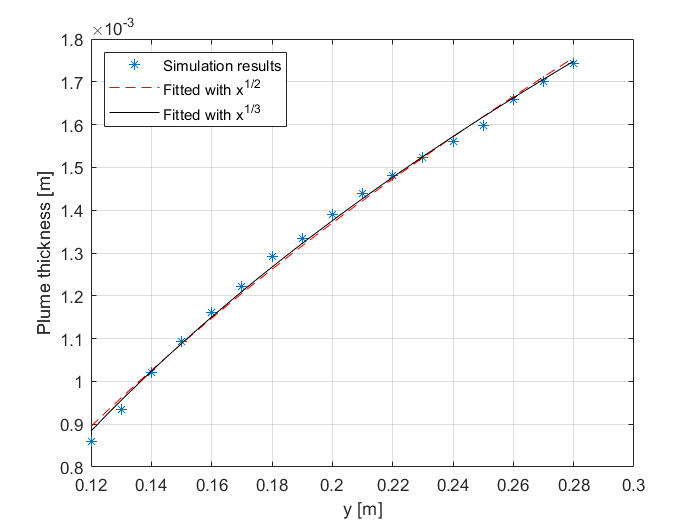 ×10⁻³
1.8
1.7
1.6
1.5
1.4
1.3
1.2
1.1
1
0.9
0.8
Plume thickness [m]
Simulation results
Fitted with x^1/2
Fitted with x^1/3
0.12 0.14 0.16 0.18 0.2 0.22 0.24 0.26 0.28 0.3
y [m]